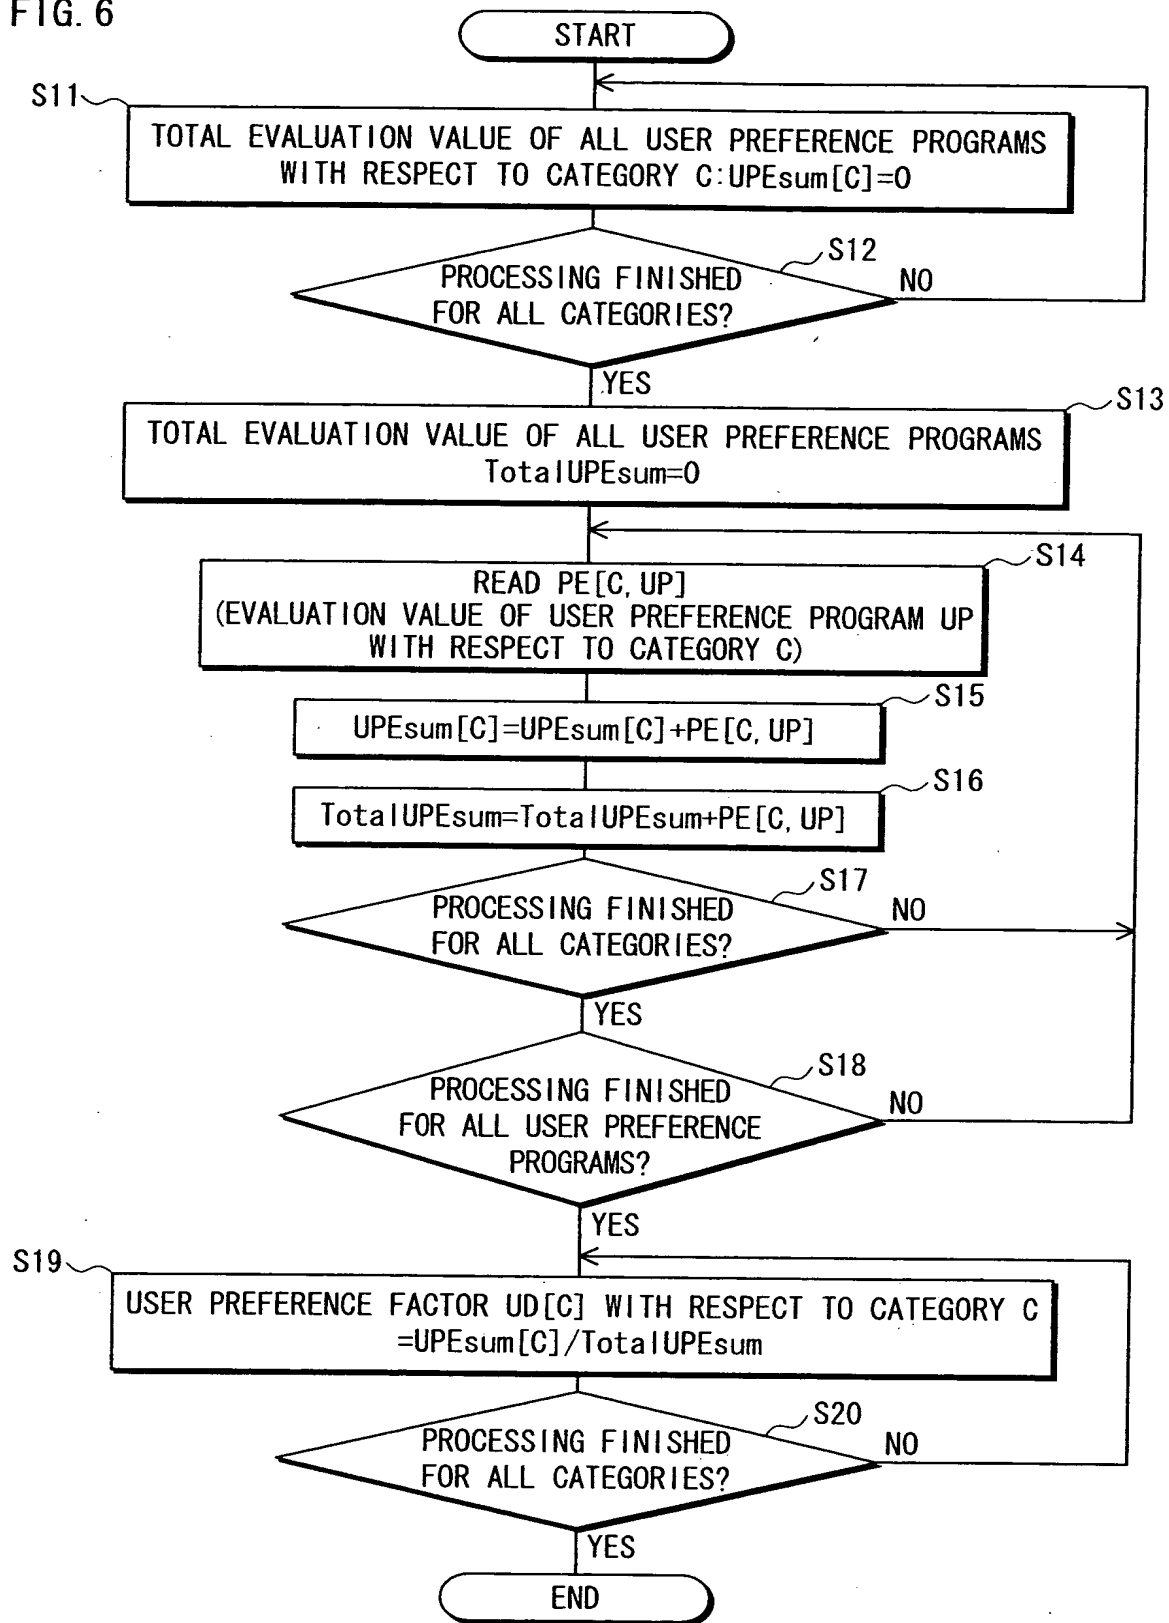 FIG. 6
START
S11
TOTAL EVALUATION VALUE OF ALL USER PREFERENCE PROGRAMS
WITH RESPECT TO CATEGORY C:UPEsum[C]=0
S12
PROCESSING FINISHED
FOR ALL CATEGORIES?
NO
YES
S13
TOTAL EVALUATION VALUE OF ALL USER PREFERENCE PROGRAMS
TotalUPEsum=0
S14
READ PE[C, UP]
(EVALUATION VALUE OF USER PREFERENCE PROGRAM UP
WITH RESPECT TO CATEGORY C)
S15
UPEsum[C]=UPEsum[C]+PE[C, UP]
S16
TotalUPEsum=TotalUPEsum+PE[C, UP]
S17
PROCESSING FINISHED
FOR ALL CATEGORIES?
NO
YES
S18
PROCESSING FINISHED
FOR ALL USER PREFERENCE
PROGRAMS?
NO
YES
S19
USER PREFERENCE FACTOR UD[C] WITH RESPECT TO CATEGORY C
=UPEsum[C]/TotalUPEsum
S20
PROCESSING FINISHED
FOR ALL CATEGORIES?
NO
YES
END